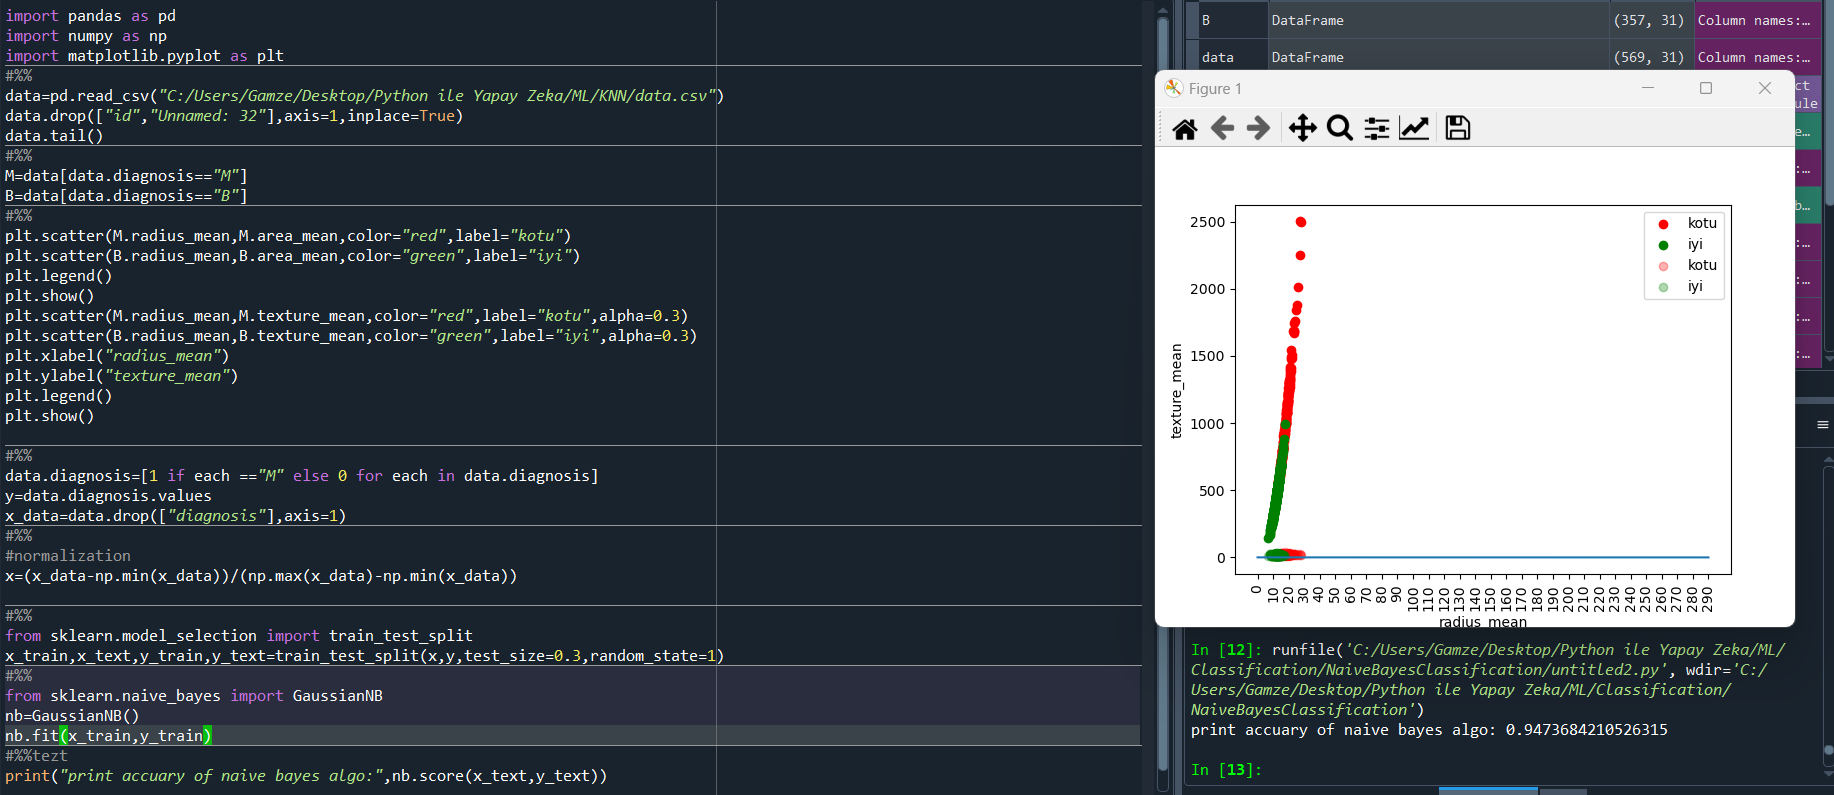 import pandas as pd
import numpy as np
import matplotlib.pyplot as plt
#%%
data=pd.read_csv("C:/Users/Gamze/Desktop/Python ile Yapay Zeka/ML/KNN/data.csv")
data.drop(["id","Unnamed: 32"],axis=1,inplace=True)
data.tail()
#%%
M=data[data.diagnosis=="M"]
B=data[data.diagnosis=="B"]
#%%
plt.scatter(M.radius_mean,M.area_mean,color="red",label="kotu")
plt.scatter(B.radius_mean,B.area_mean,color="green",label="iyi")
plt.legend()
plt.show()
plt.scatter(M.radius_mean,M.texture_mean,color="red",label="kotu",alpha=0.3)
plt.scatter(B.radius_mean,B.texture_mean,color="green",label="iyi",alpha=0.3)
plt.xlabel("radius_mean")
plt.ylabel("texture_mean")
plt.legend()
plt.show()
#%%
data.diagnosis=[1 if each =="M" else 0 for each in data.diagnosis]
y=data.diagnosis.values
x_data=data.drop(["diagnosis"],axis=1)
#%%
#normalization
x=(x_data-np.min(x_data))/(np.max(x_data)-np.min(x_data))
#%%
from sklearn.model_selection import train_test_split
x_train,x_text,y_train,y_text=train_test_split(x,y,test_size=0.3,random_state=1)
#%%
from sklearn.naive_bayes import GaussianNB
nb=GaussianNB()
nb.fit(x_train,y_train)
#%%tezt
print("print accuary of naive bayes algo:",nb.score(x_text,y_text))
B DataFrame (357, 31) Column names:…
data DataFrame (569, 31) Column names:…
ct
ule
e…
:…
b…
:…
:…
:…
:…
Figure 1
kotu
iyi
kotu
iyi
2500
2000
1500
1000
500
0
texture_mean
0 10 20 30 40 50 60 70 80 90 100 110 120 130 140 150 160 170 180 190 200 210 220 230 240 250 260 270 280 290
radius_mean
In [12]: runfile('C:/Users/Gamze/Desktop/Python ile Yapay Zeka/ML/
Classification/NaiveBayesClassification/untitled2.py', wdir='C:/
Users/Gamze/Desktop/Python ile Yapay Zeka/ML/Classification/
NaiveBayesClassification')
print accuary of naive bayes algo: 0.9473684210526315
In [13]: